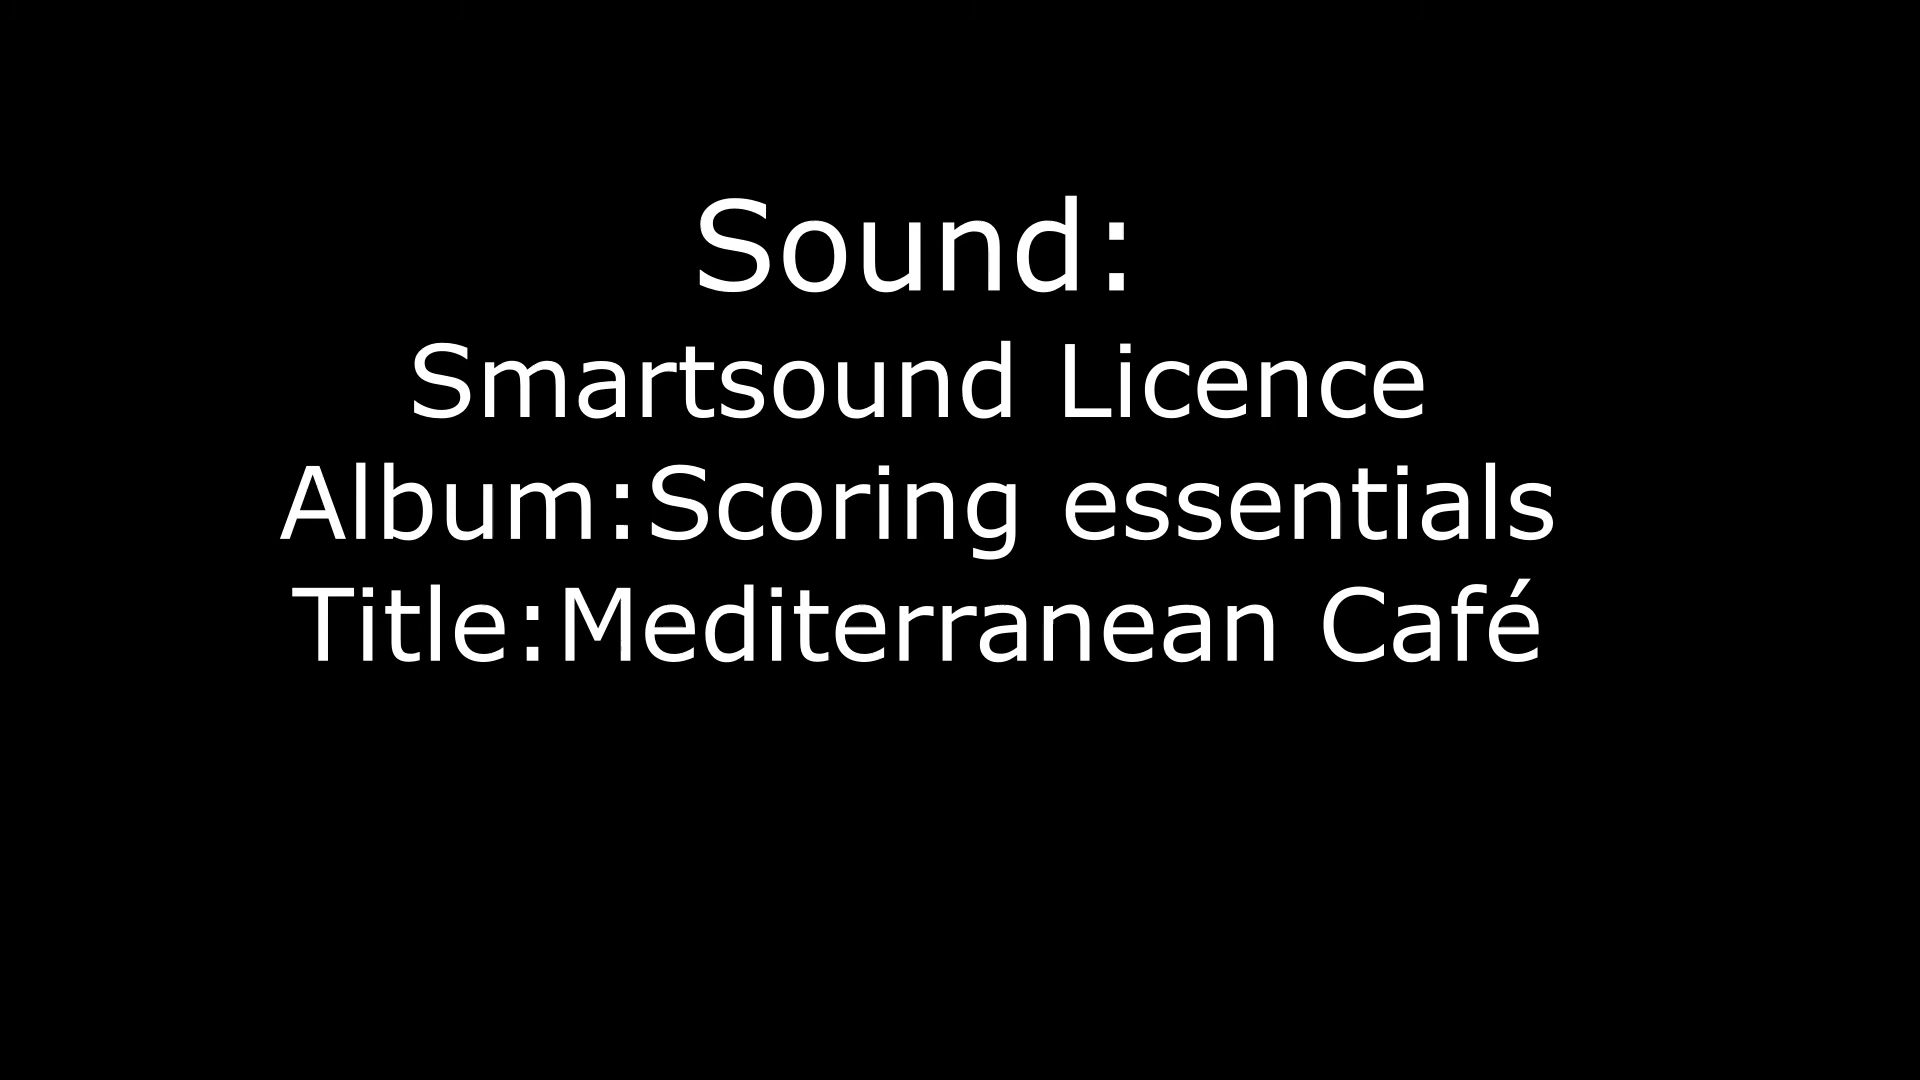 Sound:
Smartsound Licence
Album:Scoring essentials
Title:Mediterranean Café